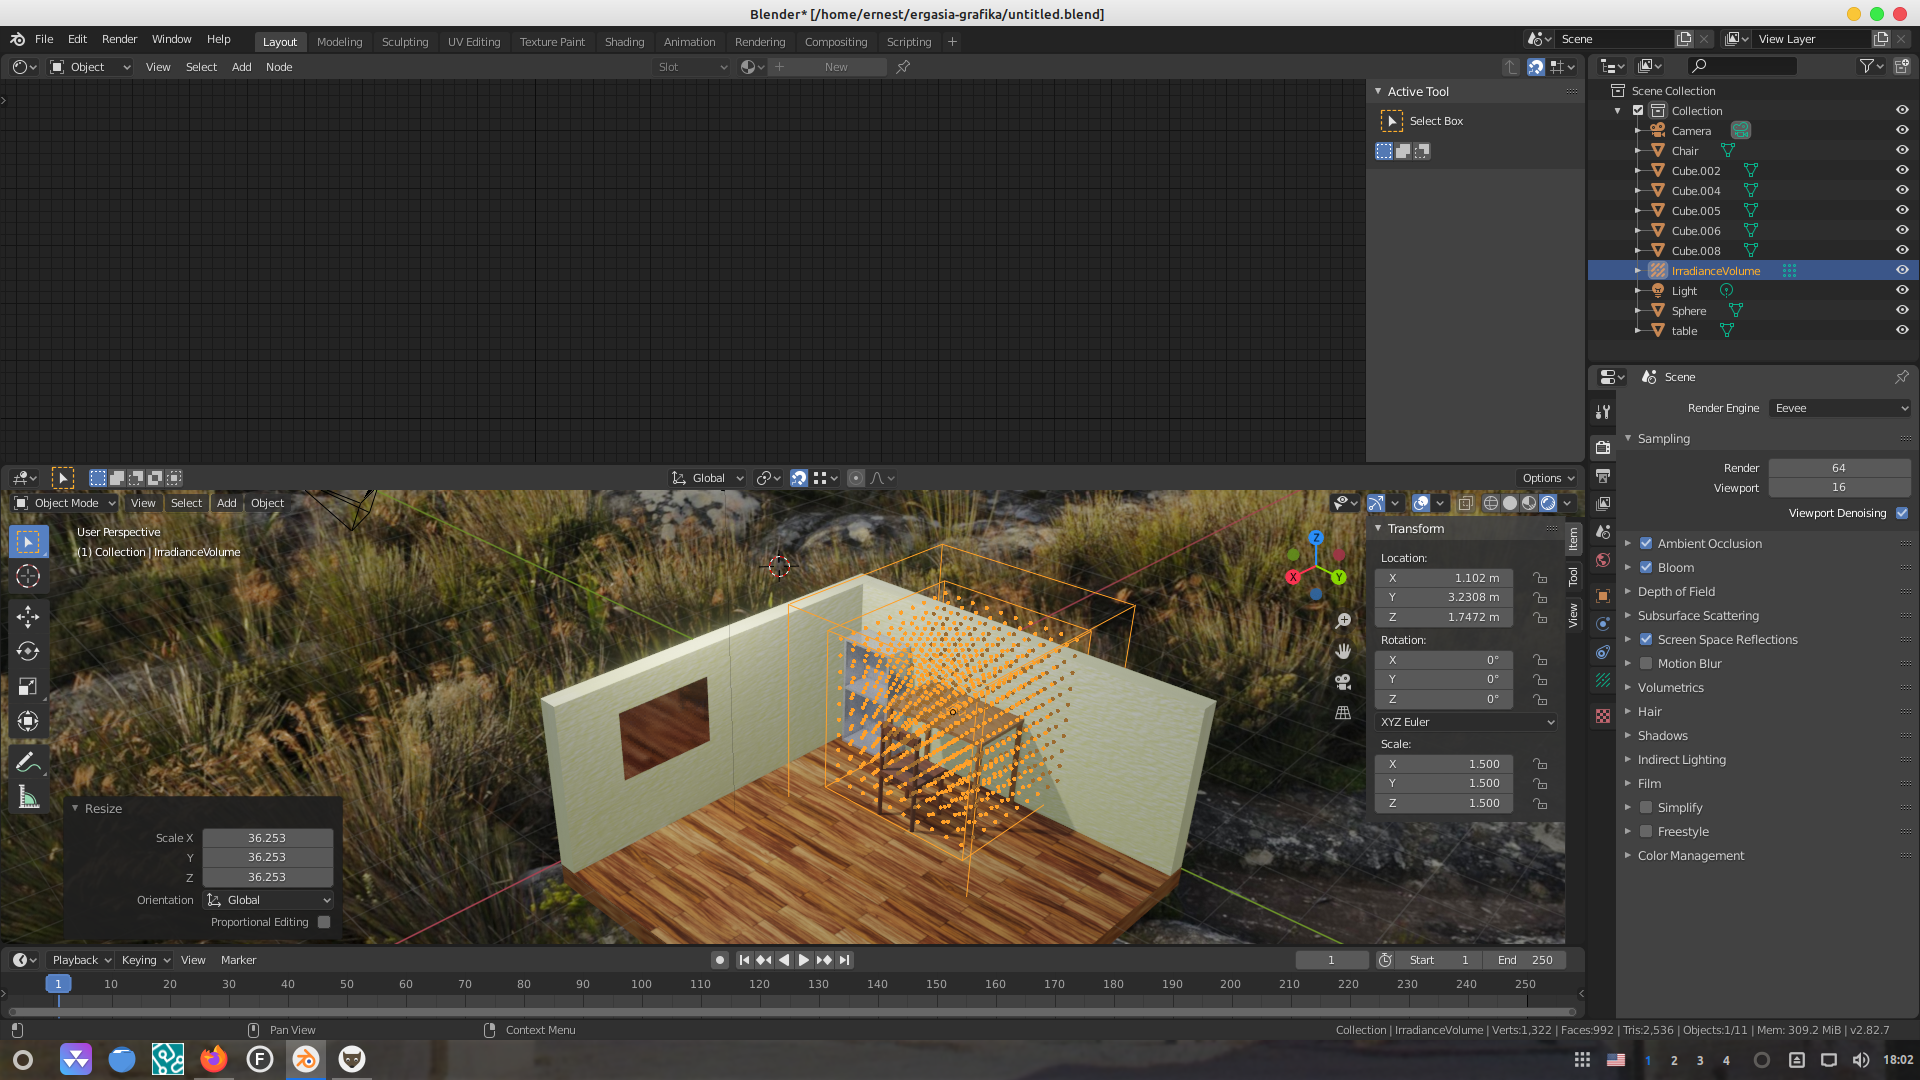 Blender* [/home/ernest/ergasia-grafika/untitled.blend]
File Edit Render Window Help Layout Modeling Sculpting UV Editing Texture Paint Shading Animation Rendering Compositing Scripting + Scene View Layer
Object View Select Add Node Slot New
Active Tool
Select Box
Scene Collection
Collection
Camera
Chair
Cube.002
Cube.004
Cube.005
Cube.006
Cube.008
IrradianceVolume
Light
Sphere
table
Scene
Render Engine Eevee
Sampling
Render 64
Viewport 16
Viewport Denoising
Ambient Occlusion
Bloom
Depth of Field
Subsurface Scattering
Screen Space Reflections
Motion Blur
Volumetrics
Hair
Shadows
Indirect Lighting
Film
Simplify
Freestyle
Color Management
Global Options
Object Mode View Select Add Object
User Perspective
(1) Collection | IrradianceVolume
Z
X
Y
Transform
Location:
X 1.102 m
Y 3.2308 m
Z 1.7472 m
Rotation:
X 0°
Y 0°
Z 0°
XYZ Euler
Scale:
X 1.500
Y 1.500
Z 1.500
Item
Tool
View
Resize
Scale X 36.253
Y 36.253
Z 36.253
Orientation Global
Proportional Editing
Playback Keying View Marker 1 Start 1 End 250
1 10 20 30 40 50 60 70 80 90 100 110 120 130 140 150 160 170 180 190 200 210 220 230 240 250
Pan View Context Menu Collection | IrradianceVolume | Verts:1,322 | Faces:992 | Tris:2,536 | Objects:1/11 | Mem: 309.2 MiB | v2.82.7
F 1 2 3 4 18:02